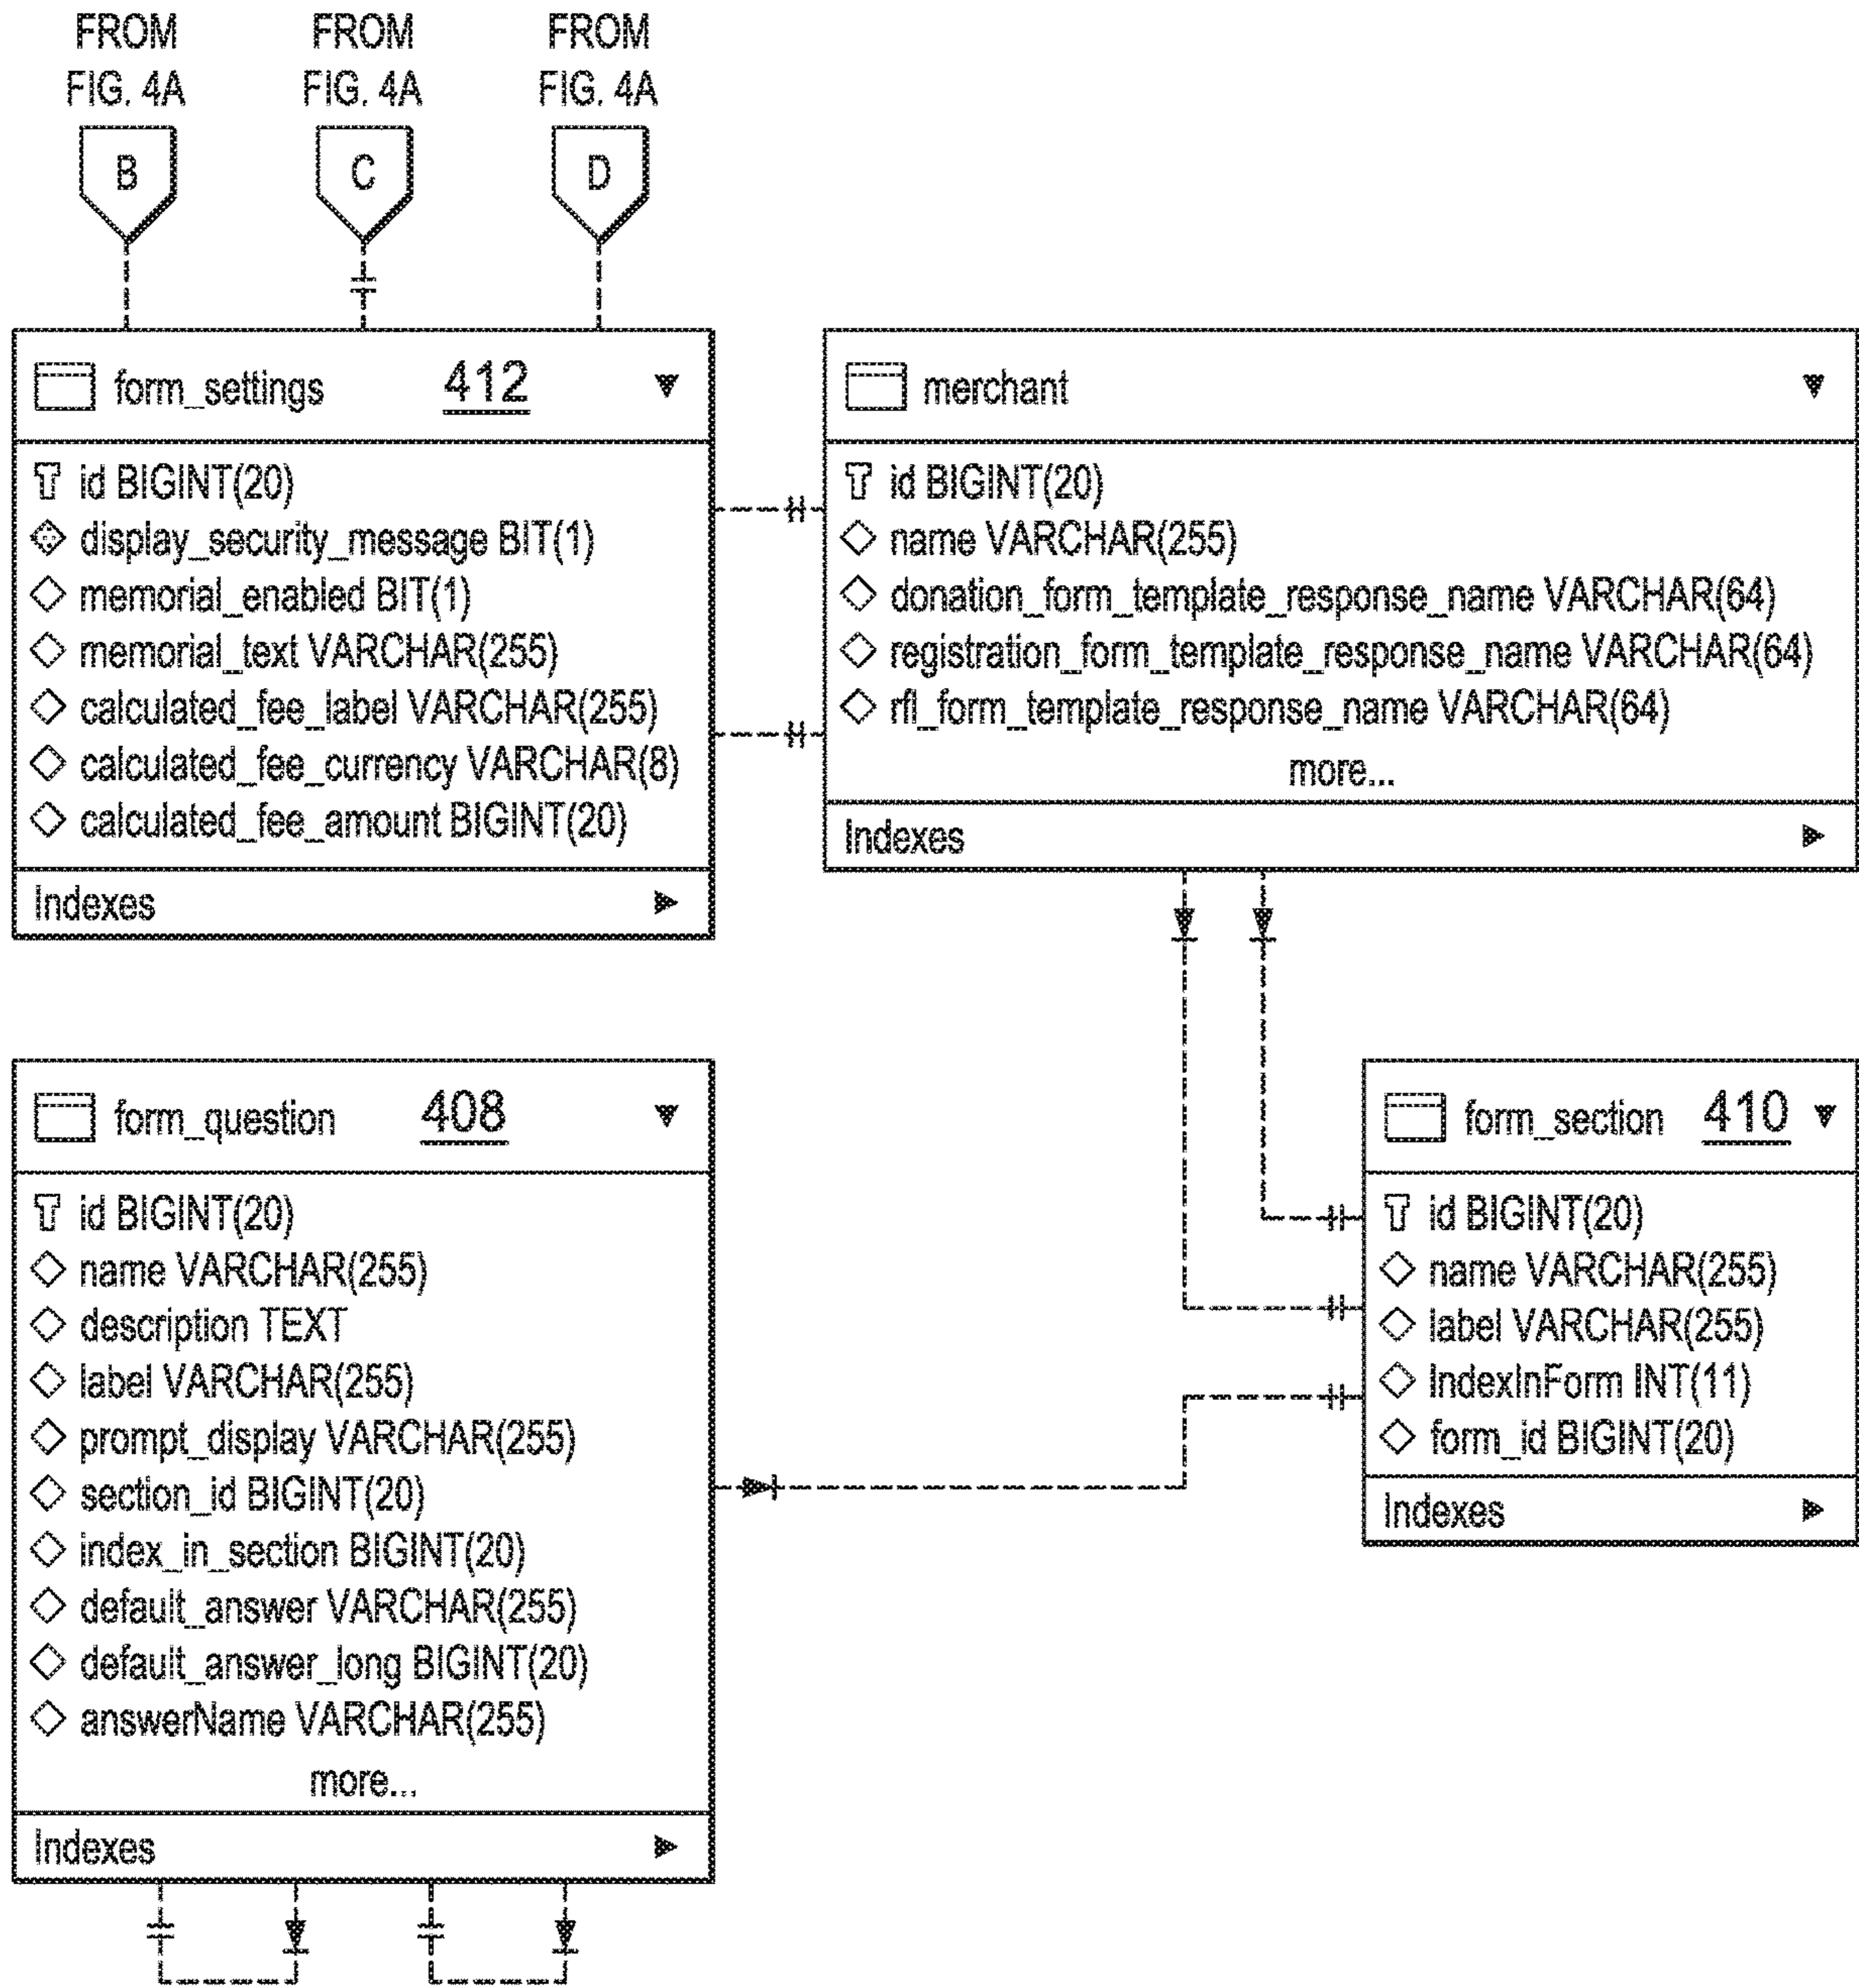 FROM FROM FROM
FIG. 4A FIG. 4A FIG. 4A
B C D
form_settings 412
id BIGINT(20)
display_security_message BIT(1)
memorial_enabled BIT(1)
memorial_text VARCHAR(255)
calculated_fee_label VARCHAR(255)
calculated_fee_currency VARCHAR(8)
calculated_fee_amount BIGINT(20)
Indexes
merchant
id BIGINT(20)
name VARCHAR(255)
donation_form_template_response_name VARCHAR(64)
registration_form_template_response_name VARCHAR(64)
rfl_form_template_response_name VARCHAR(64)
more...
Indexes
form_question 408
id BIGINT(20)
name VARCHAR(255)
description TEXT
label VARCHAR(255)
prompt_display VARCHAR(255)
section_id BIGINT(20)
index_in_section BIGINT(20)
default_answer VARCHAR(255)
default_answer_long BIGINT(20)
answerName VARCHAR(255)
more...
Indexes
form_section 410
id BIGINT(20)
name VARCHAR(255)
label VARCHAR(255)
IndexInForm INT(11)
form_id BIGINT(20)
Indexes